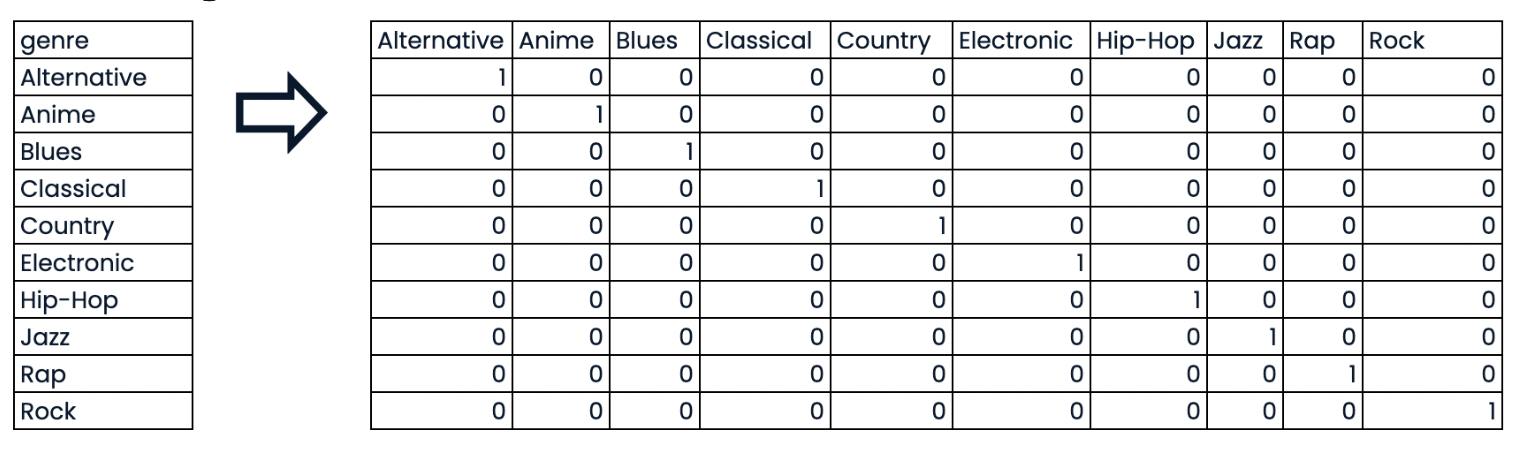 genre
Alternative
Anime
Blues
Classical
Country
Electronic
Hip-Hop
Jazz
Rap
Rock
Alternative Anime Blues Classical Country Electronic Hip-Hop Jazz Rap Rock
1 0 0 0 0 0 0 0 0 0
0 1 0 0 0 0 0 0 0 0
0 0 1 0 0 0 0 0 0 0
0 0 0 1 0 0 0 0 0 0
0 0 0 0 1 0 0 0 0 0
0 0 0 0 0 1 0 0 0 0
0 0 0 0 0 0 1 0 0 0
0 0 0 0 0 0 0 1 0 0
0 0 0 0 0 0 0 0 1 0
0 0 0 0 0 0 0 0 0 1